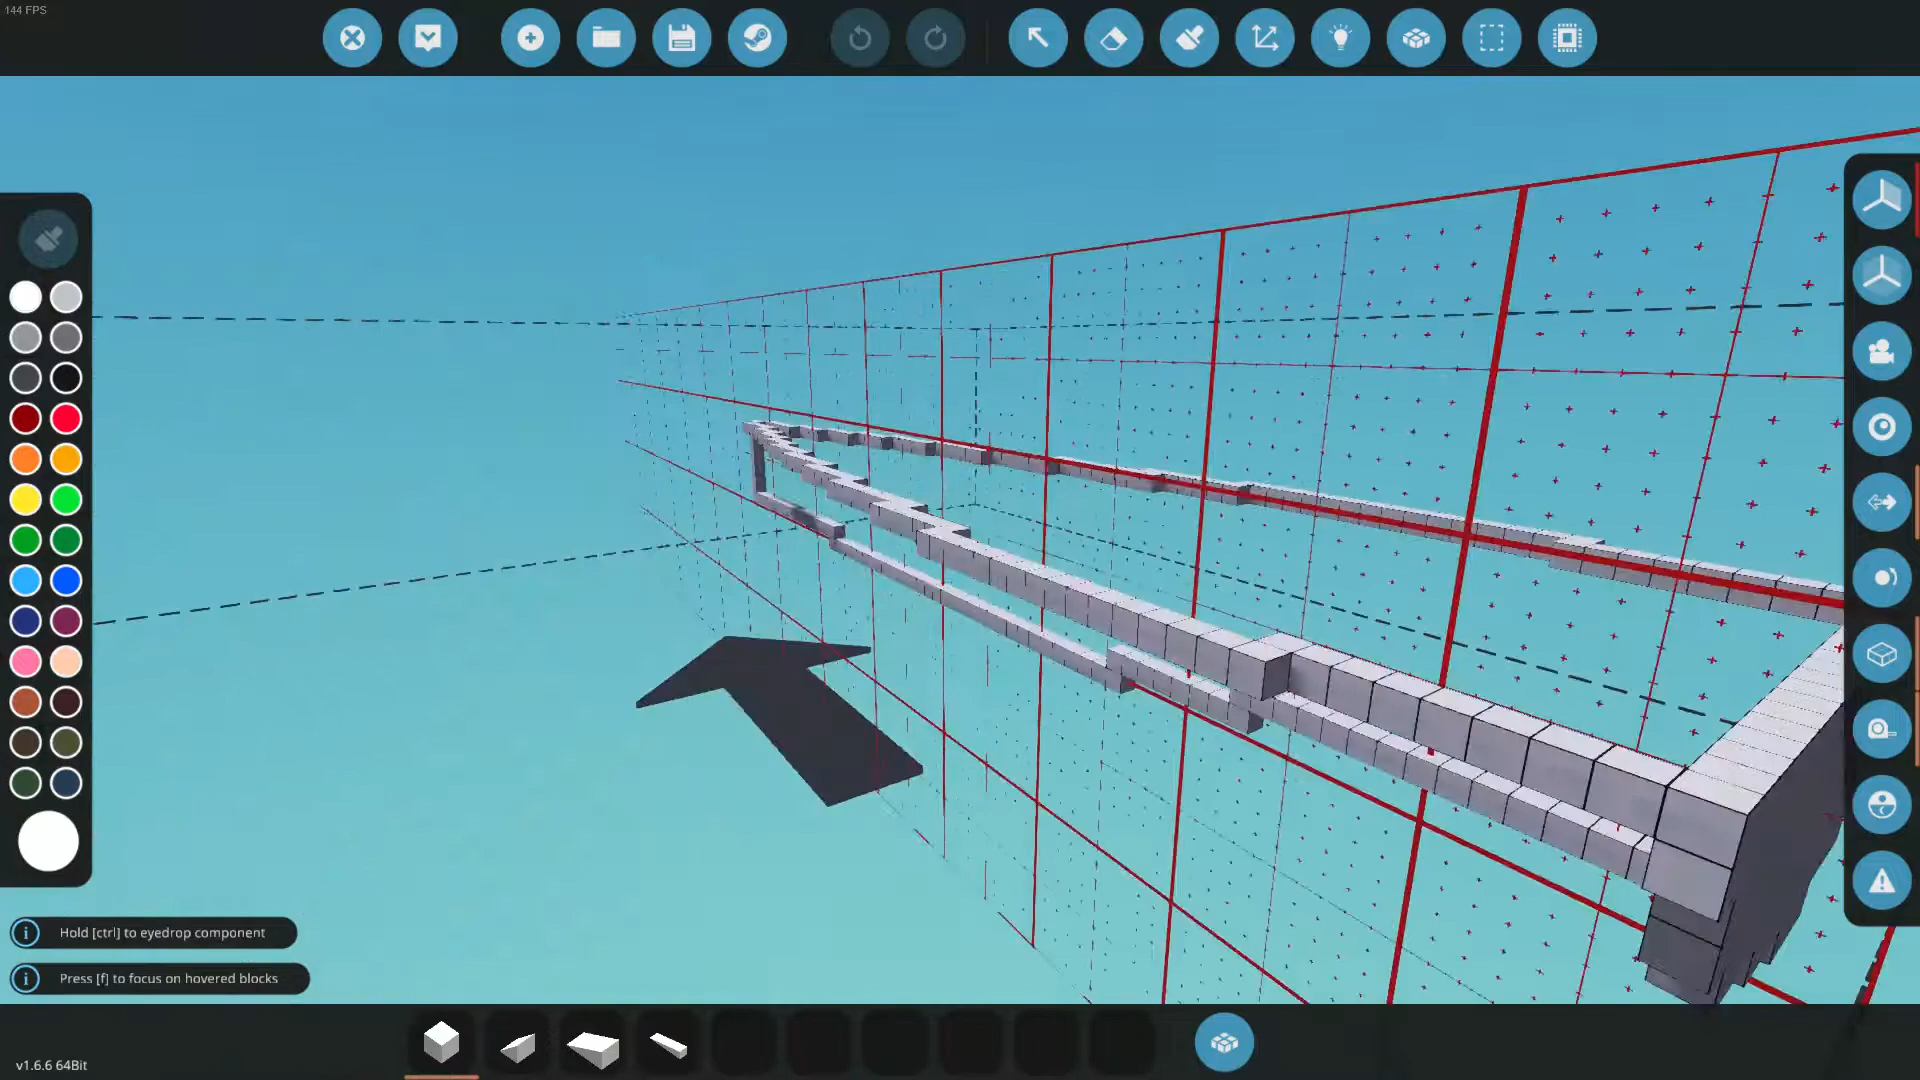 144 FPS
Hold [ctrl] to eyedrop component
Press [f] to focus on hovered blocks
v1.6.6 64Bit